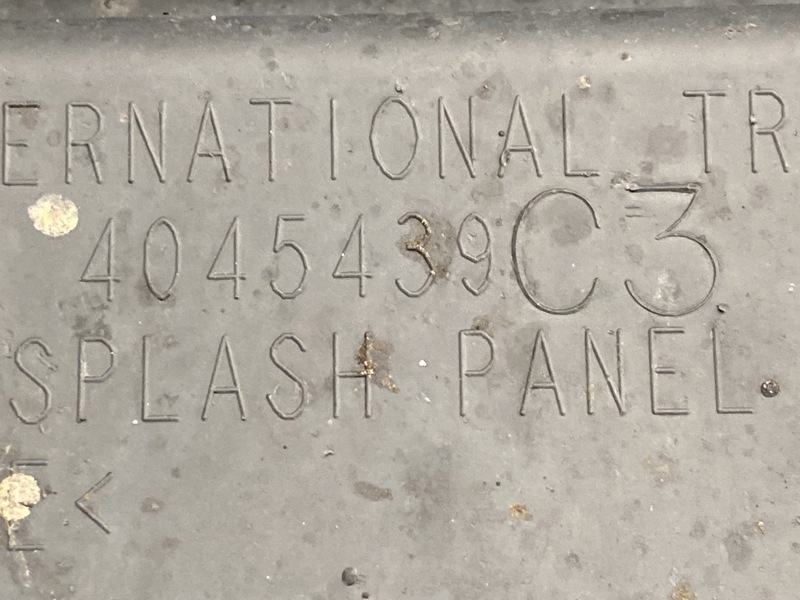 ERNATIONAL TR
4045439C3
SPLASH PANEL
E<